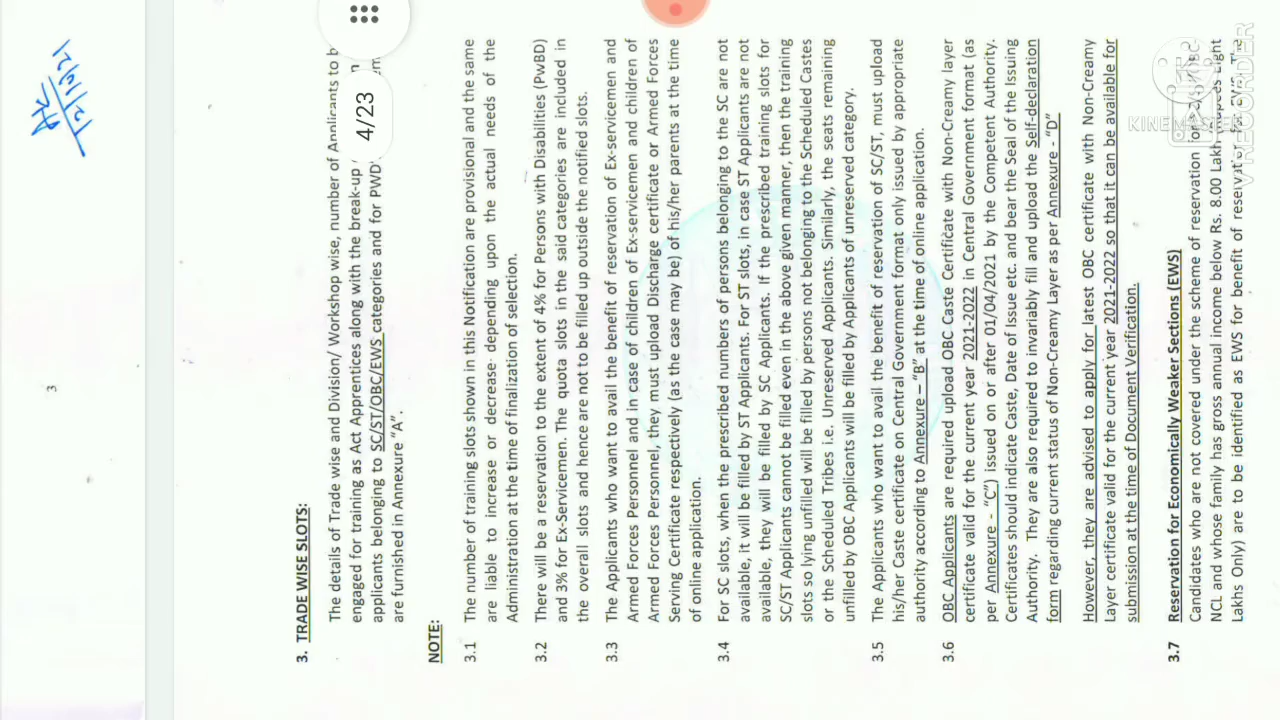 3
4/23
3. TRADE WISE SLOTS:
The details of Trade wise and Division/ Workshop wise, number of Applicants to b
engaged for training as Act Apprentices along with the break-up
applicants belonging to SC/ST/OBC/EWS categories and for PWD
are furnished in Annexure "A".
NOTE:
3.1 The number of training slots shown in this Notification are provisional and the same
are liable to increase or decrease depending upon the actual needs of the
Administration at the time of finalization of selection.
3.2 There will be a reservation to the extent of 4% for Persons with Disabilities (PwBD)
and 3% for Ex-Servicemen. The quota slots in the said categories are included in
the overall slots and hence are not to be filled up outside the notified slots.
3.3 The Applicants who want to avail the benefit of reservation of Ex-servicemen and
Armed Forces Personnel and in case of children of Ex-servicemen and children of
Armed Forces Personnel, they must upload Discharge certificate or Armed Forces
Serving Certificate respectively (as the case may be) of his/her parents at the time
of online application.
3.4 For SC slots, when the prescribed numbers of persons belonging to the SC are not
available, it will be filled by ST Applicants. For ST slots, in case ST Applicants are not
available, they will be filled by SC Applicants. If the prescribed training slots for
SC/ST Applicants cannot be filled even in the above given manner, then the training
slots so lying unfilled will be filled by persons not belonging to the Scheduled Castes
or the Scheduled Tribes i.e. Unreserved Applicants. Similarly, the seats remaining
unfilled by OBC Applicants will be filled by Applicants of unreserved category.
3.5 The Applicants who want to avail the benefit of reservation of SC/ST, must upload
his/her Caste certificate on Central Government format only issued by appropriate
authority according to Annexure – "B" at the time of online application.
3.6 OBC Applicants are required upload OBC Caste Certificate with Non-Creamy layer
certificate valid for the current year 2021-2022 in Central Government format (as
per Annexure - "C") issued on or after 01/04/2021 by the Competent Authority.
Certificates should indicate Caste, Date of Issue etc. and bear the Seal of the Issuing
Authority. They are also required to invariably fill and upload the Self-declaration
form regarding current status of Non-Creamy Layer as per Annexure - "D"
However, they are advised to apply for latest OBC certificate with Non-Creamy
Layer certificate valid for the current year 2021-2022 so that it can be available for
submission at the time of Document Verification.
3.7 Reservation for Economically Weaker Sections (EWS)
Candidates who are not covered under the scheme of reservation
NCL and whose family has gross annual income below Rs. 8.00 Lakh
Lakhs Only) are to be identified as EWS for benefit of reservation for EWS. The
KINEMASTER
RECORDER